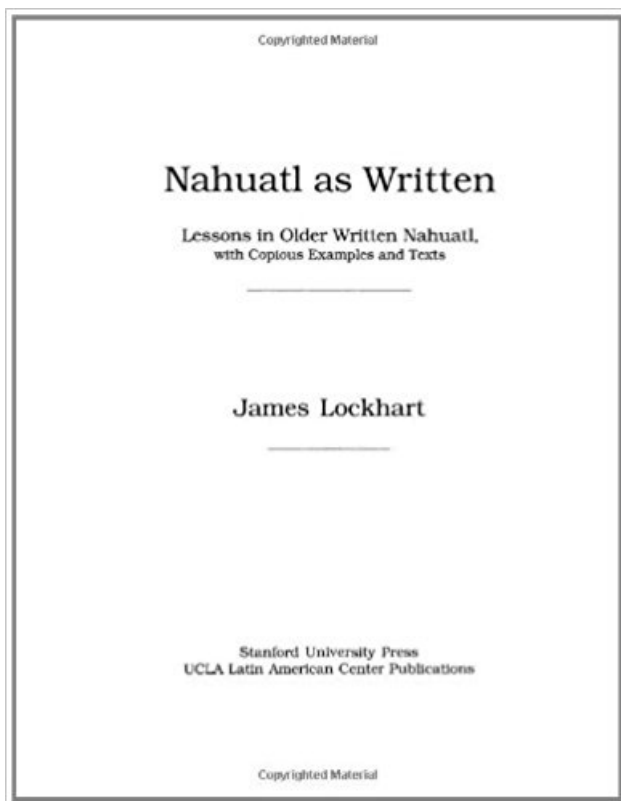 Copyrighted Material
Nahuatl as Written
Lessons in Older Written Nahuatl,
with Copious Examples and Texts
James Lockhart
Stanford University Press
UCLA Latin American Center Publications
Copyrighted Material